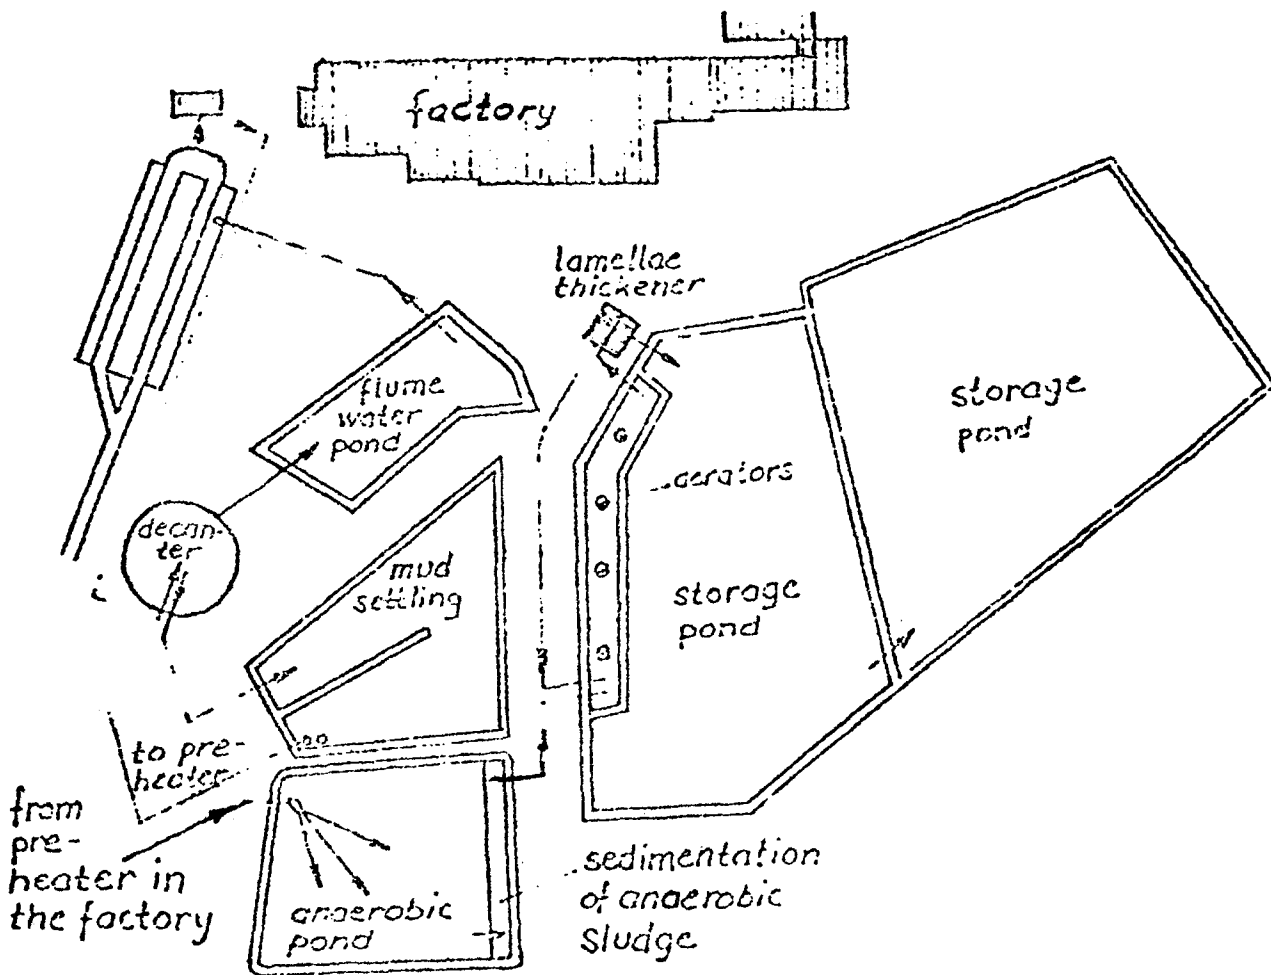 factory
lamellae
thickener
flume
water
pond
storage
pond
aerators
decan-
ter
mud
settling
storage
pond
to pre-
heater
from
pre-
heater in
the factory
anaerobic
pond
sedimentation
of anaerobic
sludge